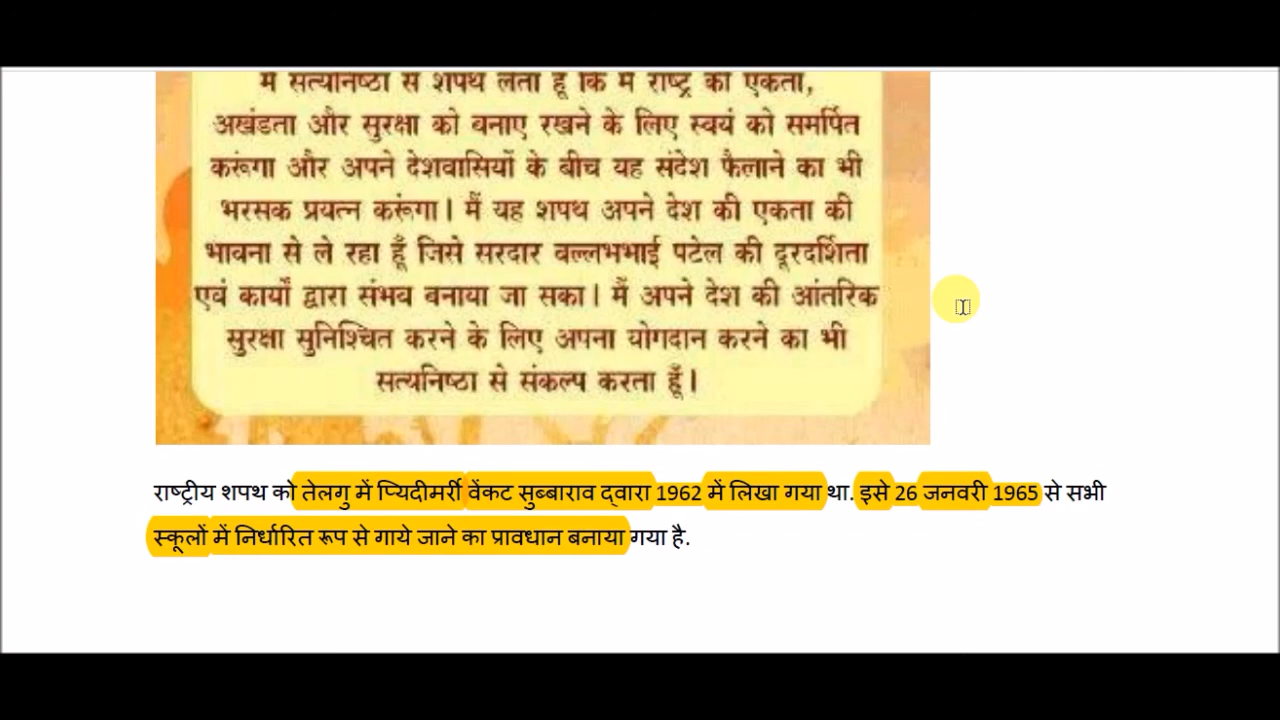 मैं सत्यनिष्ठा से शपथ लेता हूँ कि मैं राष्ट्र की एकता,
अखंडता और सुरक्षा को बनाए रखने के लिए स्वयं को समर्पित
करूंगा और अपने देशवासियों के बीच यह संदेश फैलाने का भी
भरसक प्रयत्न करूंगा। मैं यह शपथ अपने देश की एकता की
भावना से ले रहा हूँ जिसे सरदार वल्लभभाई पटेल की दूरदर्शिता
एवं कार्यों द्वारा संभव बनाया जा सका। मैं अपने देश की आंतरिक
सुरक्षा सुनिश्चित करने के लिए अपना योगदान करने का भी
सत्यनिष्ठा से संकल्प करता हूँ।
राष्ट्रीय शपथ को तेलगु में प्यिदीमर्री वेंकट सुब्बाराव द्वारा 1962 में लिखा गया था. इसे 26 जनवरी 1965 से सभी
स्कूलों में निर्धारित रूप से गाये जाने का प्रावधान बनाया गया है.